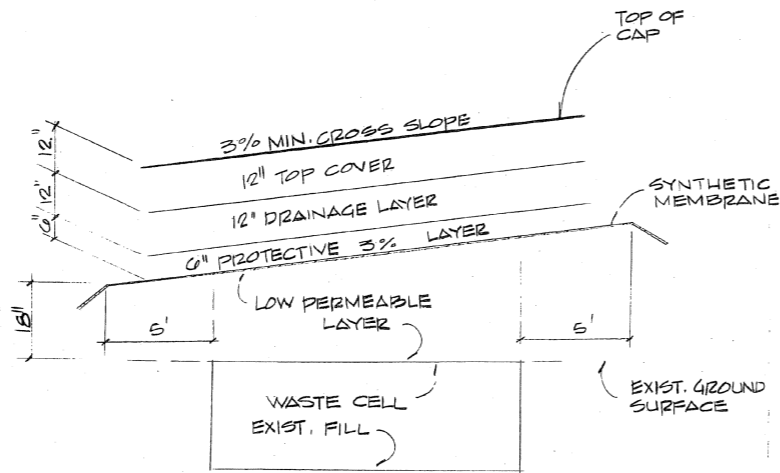 TOP OF
CAP
3% MIN. CROSS SLOPE
12"
12" TOP COVER
12"
12" DRAINAGE LAYER
SYNTHETIC
MEMBRANE
6"
6" PROTECTIVE 3% LAYER
LOW PERMEABLE
LAYER
18"
5'
5'
WASTE CELL
EXIST. FILL
EXIST. GROUND
SURFACE